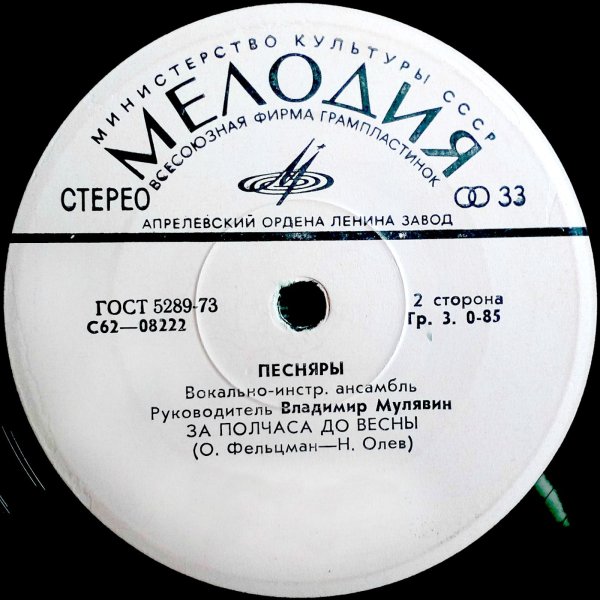 МИНИСТЕРСТВО КУЛЬТУРЫ СССР
МЕЛОДИЯ
ВСЕСОЮЗНАЯ ФИРМА ГРАМПЛАСТИНОК
СТЕРЕО
33
АПРЕЛЕВСКИЙ ОРДЕНА ЛЕНИНА ЗАВОД
ГОСТ 5289-73
С62—08222
2 сторона
Гр. 3. 0-85
ПЕСНЯРЫ
Вокально-инстр. ансамбль
Руководитель Владимир Мулявин
ЗА ПОЛЧАСА ДО ВЕСНЫ
(О. Фельцман—Н. Олев)